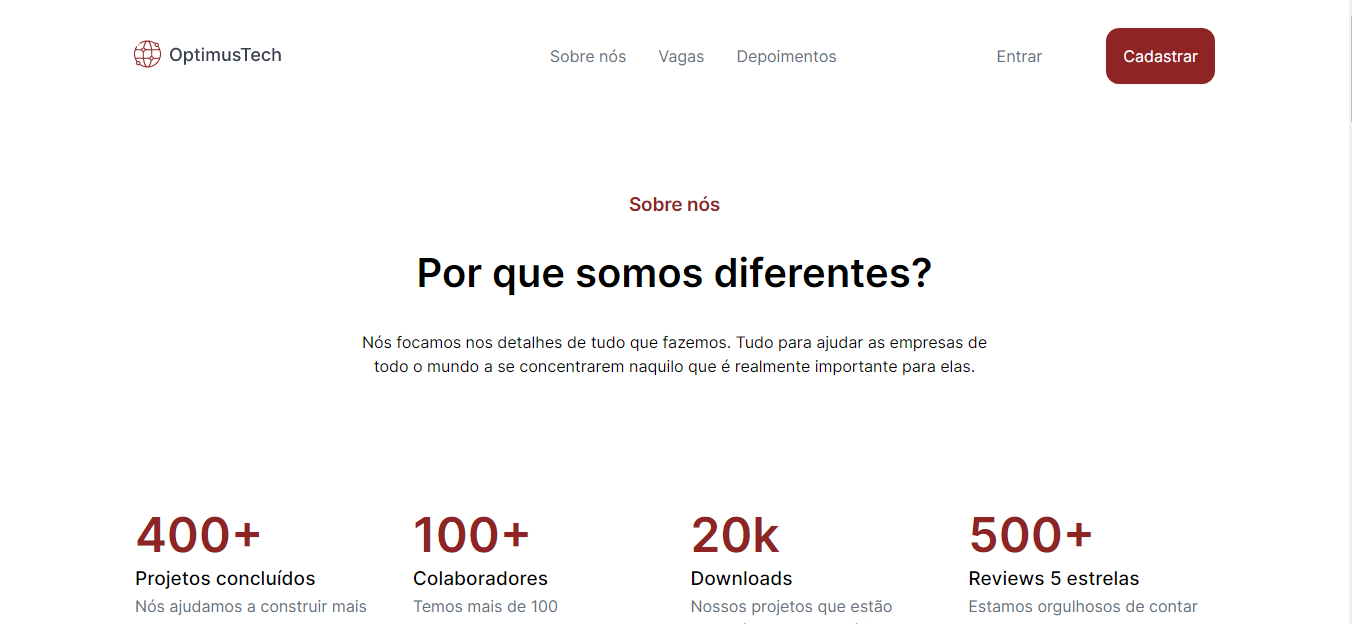 OptimusTech
Sobre nós
Vagas
Depoimentos
Entrar
Cadastrar
Sobre nós
Por que somos diferentes?
Nós focamos nos detalhes de tudo que fazemos. Tudo para ajudar as empresas de
todo o mundo a se concentrarem naquilo que é realmente importante para elas.
400+
Projetos concluídos
Nós ajudamos a construir mais
100+
Colaboradores
Temos mais de 100
20k
Downloads
Nossos projetos que estão
500+
Reviews 5 estrelas
Estamos orgulhosos de contar